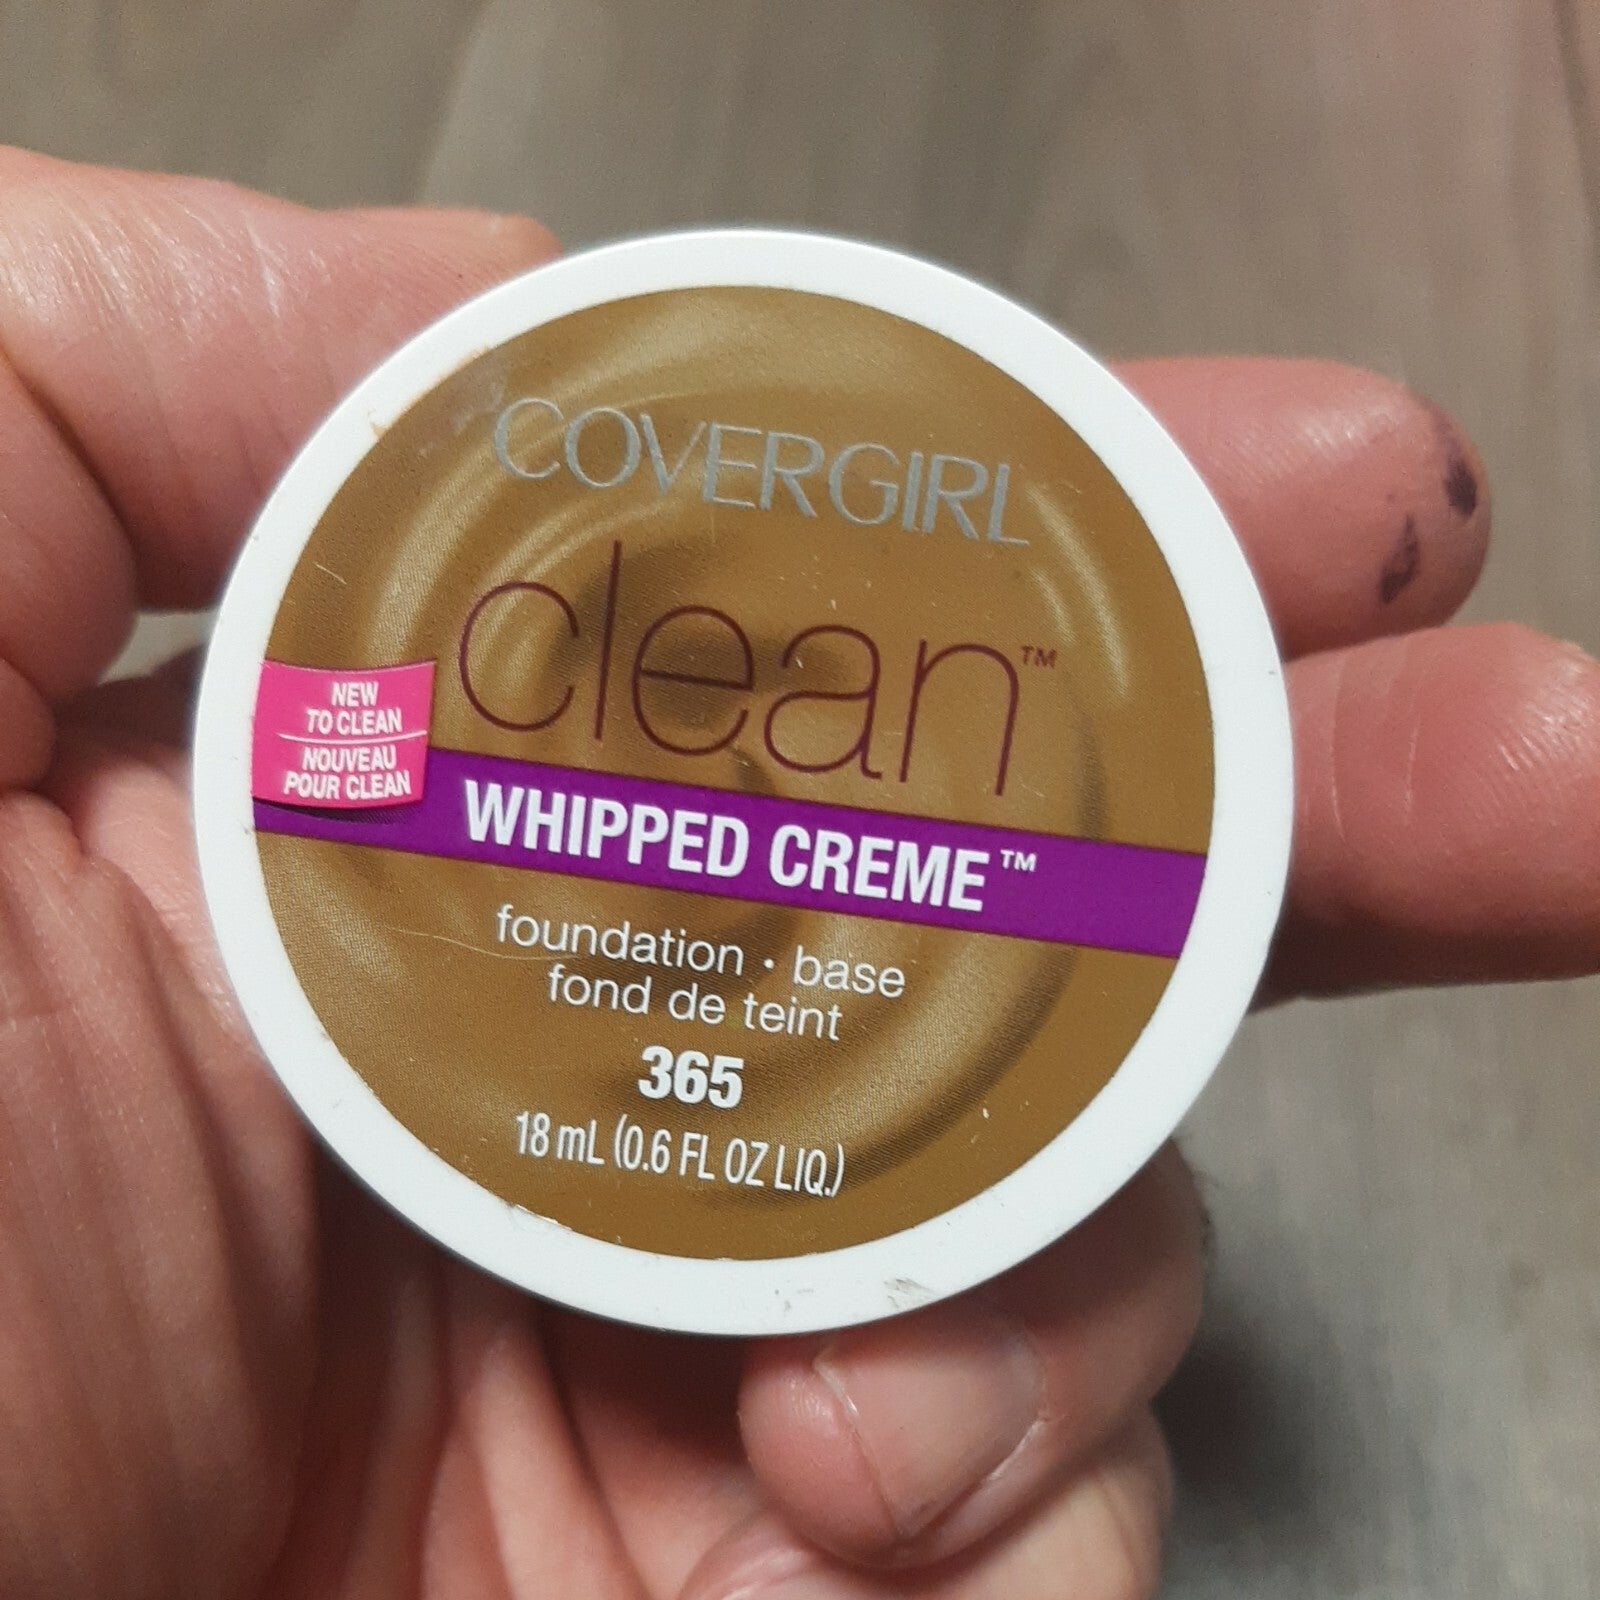 COVERGIRL
clean™
NEW
TO CLEAN
NOUVEAU
POUR CLEAN
WHIPPED CREME™
foundation · base
fond de teint
365
18 mL (0.6 FL OZ LIQ.)